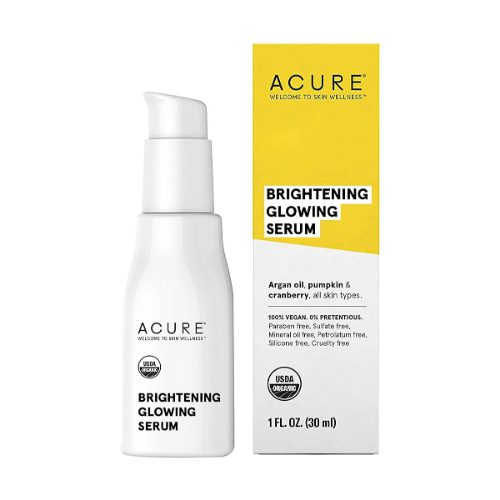 ACURE®
WELCOME TO SKIN WELLNESS™
USDA
ORGANIC
BRIGHTENING
GLOWING
SERUM
ACURE®
WELCOME TO SKIN WELLNESS™
BRIGHTENING
GLOWING
SERUM
Argan oil, pumpkin &
cranberry, all skin types.
100% VEGAN. 0% PRETENTIOUS.
Paraben free, Sulfate free,
Mineral oil free, Petrolatum free,
Silicone free, Cruelty free
USDA
ORGANIC
1 FL. OZ. (30 ml)